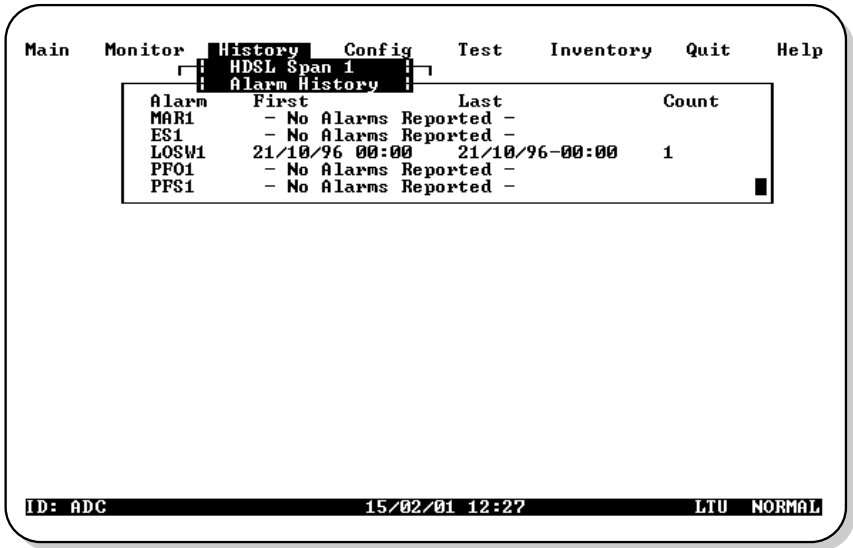 Main Monitor History Config Test Inventory Quit Help
HDSL Span 1
Alarm History
Alarm First Last Count
MAR1 - No Alarms Reported -
ES1 - No Alarms Reported -
LOSW1 21/10/96 00:00 21/10/96-00:00 1
PFO1 - No Alarms Reported -
PFS1 - No Alarms Reported -
ID: ADC 15/02/01 12:27 LTU NORMAL